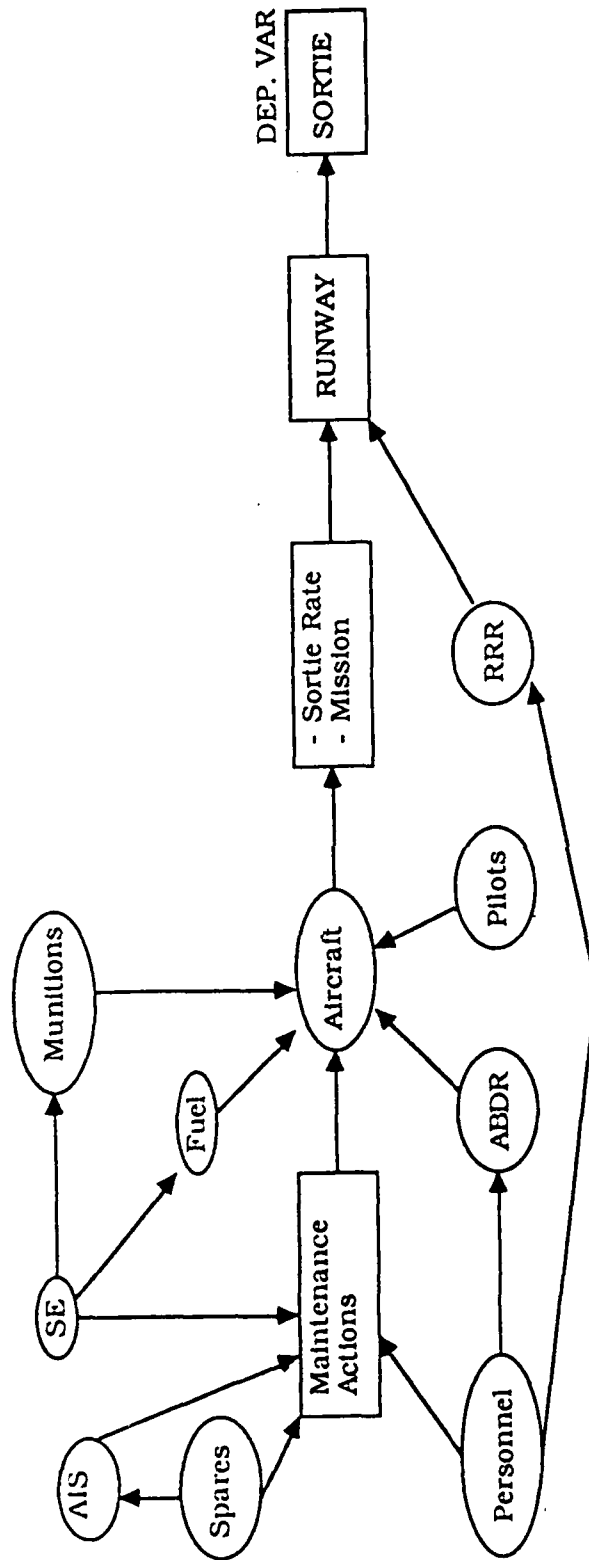 DEP. VAR
SORTIE
RUNWAY
- Sortie Rate
- Mission
RRR
Munitions
Fuel
SE
AIS
Spares
Maintenance
Actions
Aircraft
Pilots
ABDR
Personnel